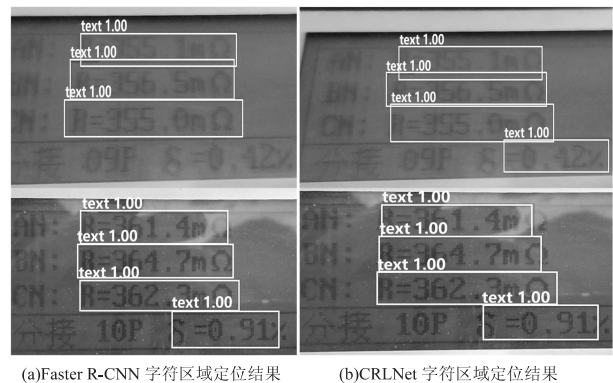 text 1.00
AN: R=355.1mΩ
text 1.00
BN: R=356.5mΩ
text 1.00
CN: R=355.0mΩ
分接 09P δ=0.42%
text 1.00
AN: R=361.4mΩ
text 1.00
BN: R=364.7mΩ
text 1.00
CN: R=362.3mΩ
text 1.00
分接 10P δ=0.91%
text 1.00
AN: 355.1mΩ
text 1.00
BN: R=356.5mΩ
text 1.00
CN: R=355.0mΩ
text 1.00
分接 09P δ=0.42%
text 1.00
AN: R=361.4mΩ
text 1.00
BN: R=364.7mΩ
text 1.00
CN: R=362.3mΩ
text 1.00
分接 10P δ=0.91%
(a)Faster R-CNN 字符区域定位结果
(b)CRLNet 字符区域定位结果